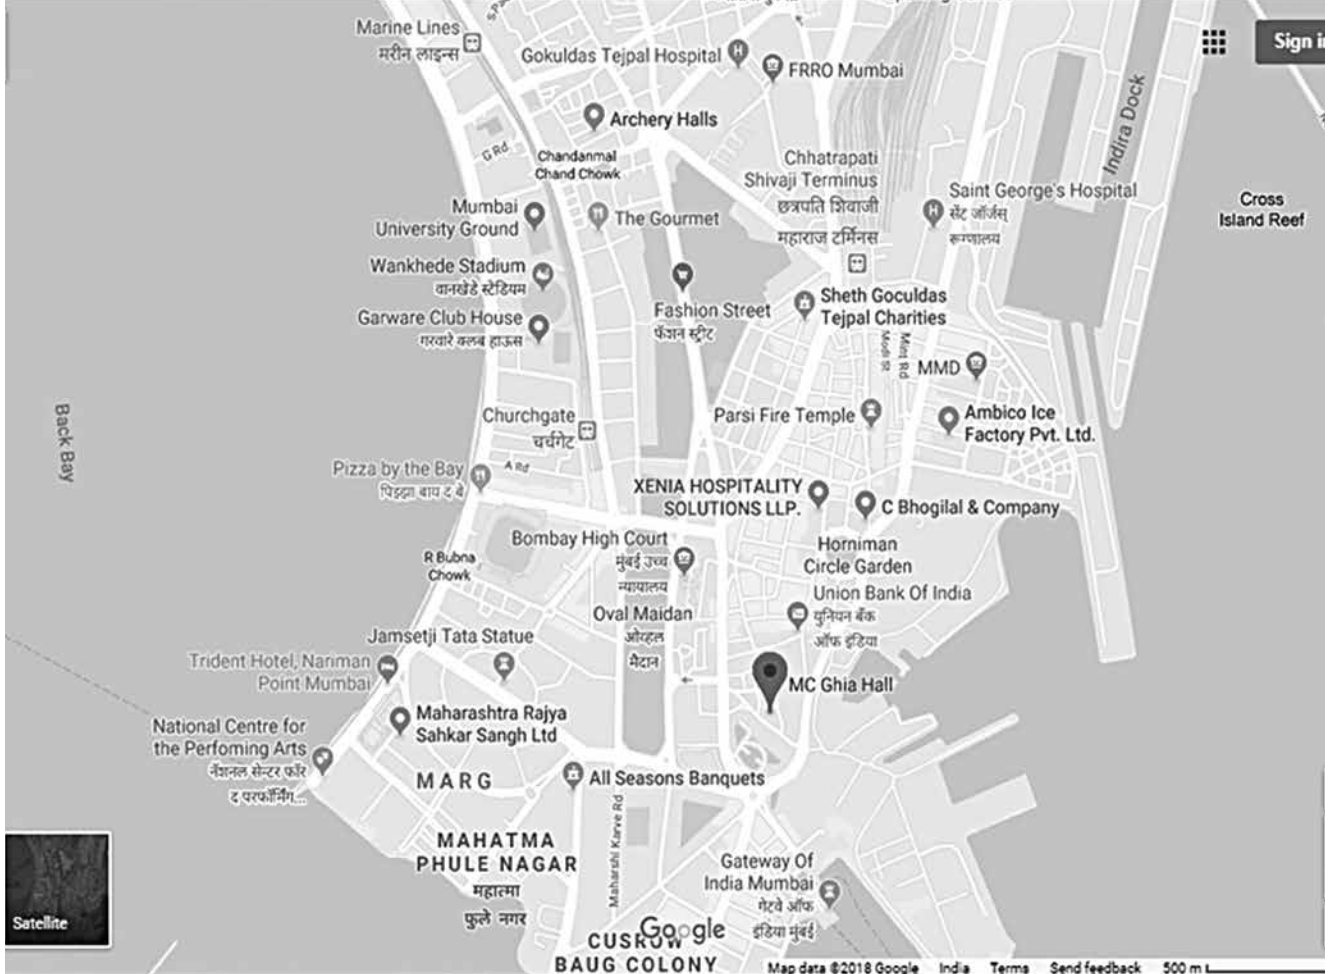 Marine Lines
मरीन लाइन्स
Gokuldas Tejpal Hospital
FRRO Mumbai
Sign in
Archery Halls
Indira Dock
G Rd
Chandanmal
Chand Chowk
Chhatrapati
Shivaji Terminus
छत्रपति शिवाजी
महाराज टर्मिनस
Saint George's Hospital
सेंट जॉर्जस्
रूग्णालय
Cross
Island Reef
Mumbai
University Ground
The Gourmet
Wankhede Stadium
वानखेडे स्टेडियम
Fashion Street
फॅशन स्ट्रीट
Sheth Goculdas
Tejpal Charities
Garware Club House
गरवारे क्लब हाऊस
Modi St
Mint Rd
MMD
Back Bay
Churchgate
चर्चगेट
Parsi Fire Temple
Ambico Ice
Factory Pvt. Ltd.
Pizza by the Bay
पिझ्झा बाय द बे
A Rd
XENIA HOSPITALITY
SOLUTIONS LLP.
C Bhogilal & Company
Bombay High Court
मुंबई उच्च
न्यायालय
Horniman
Circle Garden
R Bubna
Chowk
Union Bank Of India
युनियन बँक
ऑफ इंडिया
Oval Maidan
ओव्हल
मैदान
Jamsetji Tata Statue
Trident Hotel, Nariman
Point Mumbai
MC Ghia Hall
Maharashtra Rajya
Sahkar Sangh Ltd
National Centre for
the Perfoming Arts
नॅशनल सेन्टर फॉर
द परफॉर्मिंग...
MARG
All Seasons Banquets
Maharshi Karve Rd
MAHATMA
PHULE NAGAR
महात्मा
फुले नगर
Gateway Of
India Mumbai
गेटवे ऑफ
इंडिया मुंबई
Satellite
Google
CUSROW
BAUG COLONY
Map data ©2018 Google India Terms Send feedback 500 m